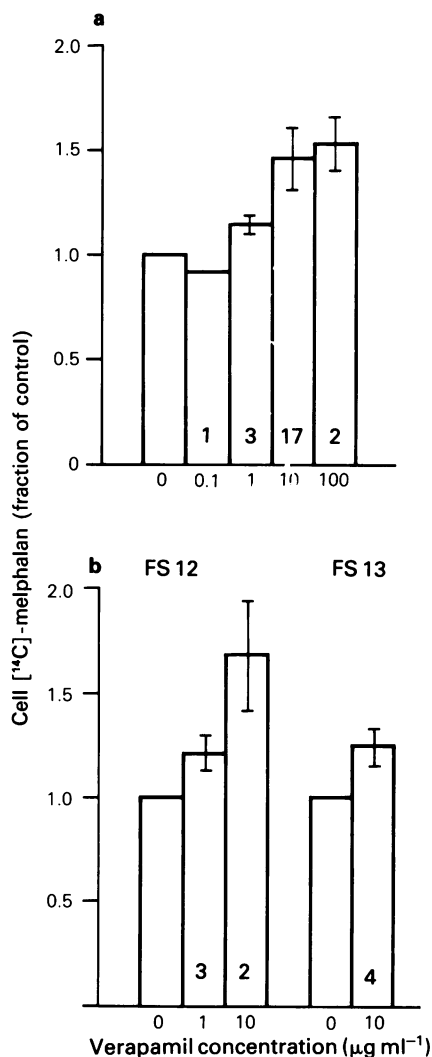 a
2.0
1.5
1.0
0.5
0
1 3 17 2
0 0.1 1 10 100
Cell [¹⁴C]-melphalan (fraction of control)
b FS 12 FS 13
2.0
1.5
1.0
0.5
3 2 4
0 1 10 0 10
Verapamil concentration (μg ml⁻¹)